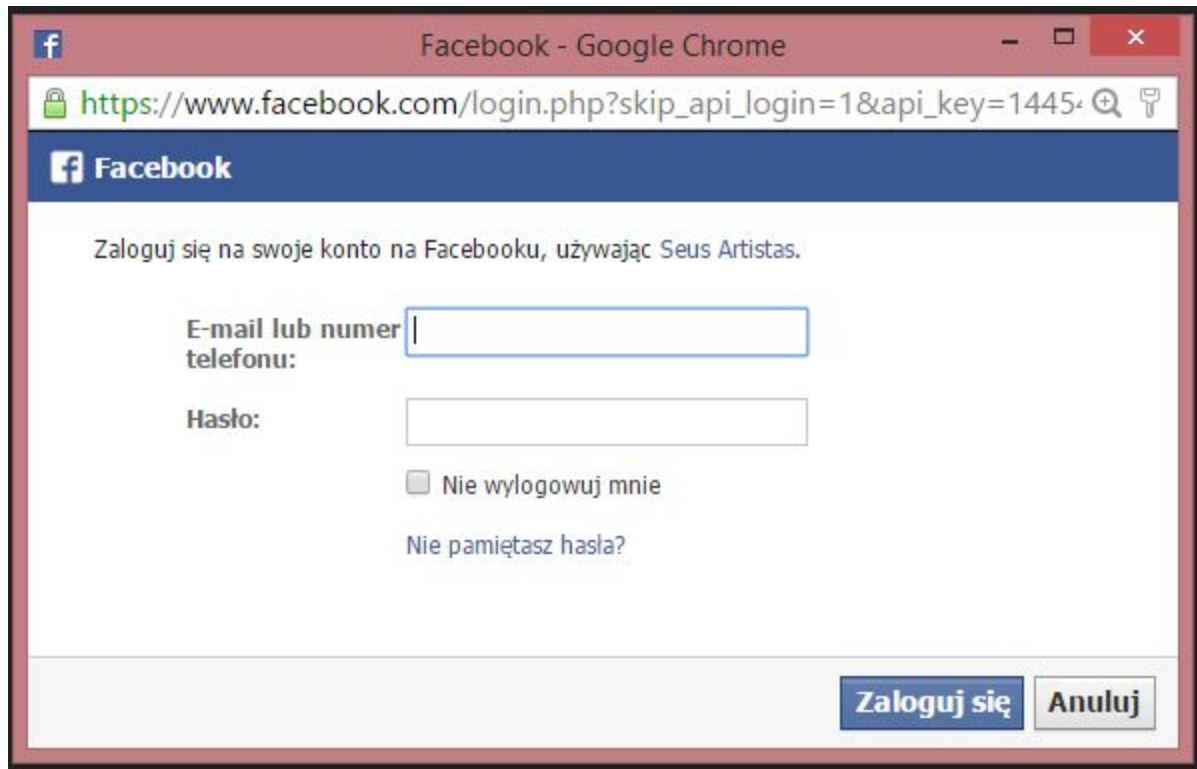 Facebook - Google Chrome
https://www.facebook.com/login.php?skip_api_login=1&api_key=1445
Facebook
Zaloguj się na swoje konto na Facebooku, używając Seus Artistas.
E-mail lub numer
telefonu:
Hasło:
Nie wylogowuj mnie
Nie pamiętasz hasła?
Zaloguj się Anuluj